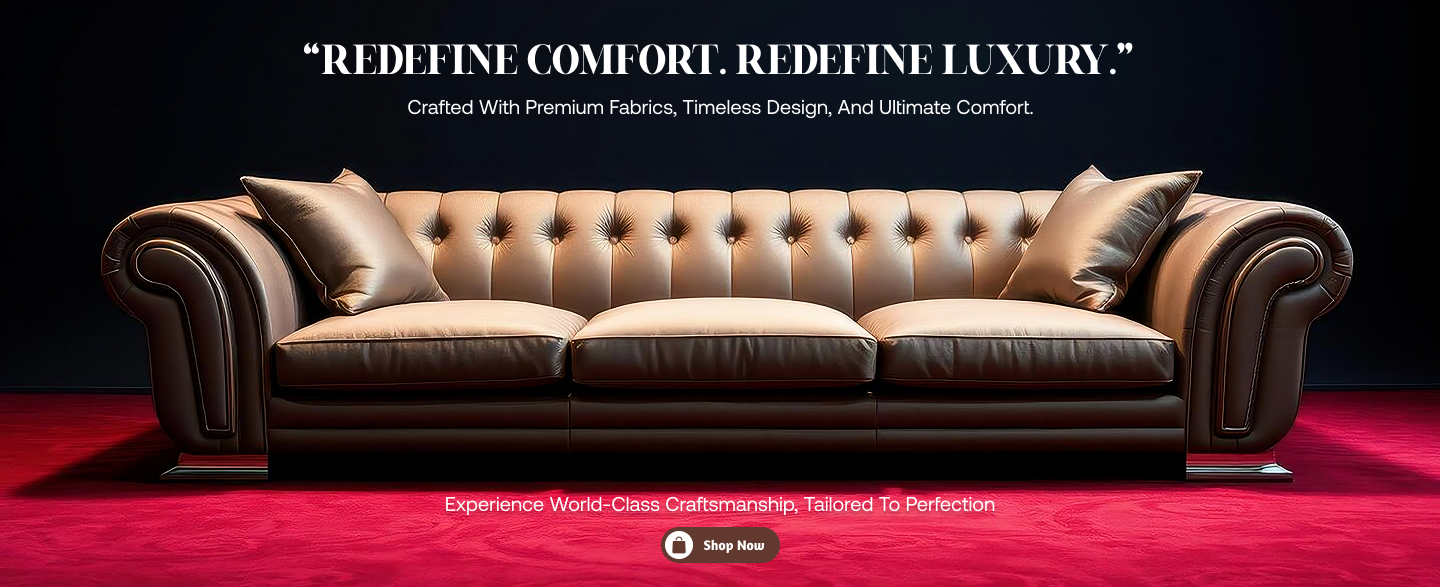 “REDEFINE COMFORT. REDEFINE LUXURY.”
Crafted With Premium Fabrics, Timeless Design, And Ultimate Comfort.
Experience World-Class Craftsmanship, Tailored To Perfection
Shop Now